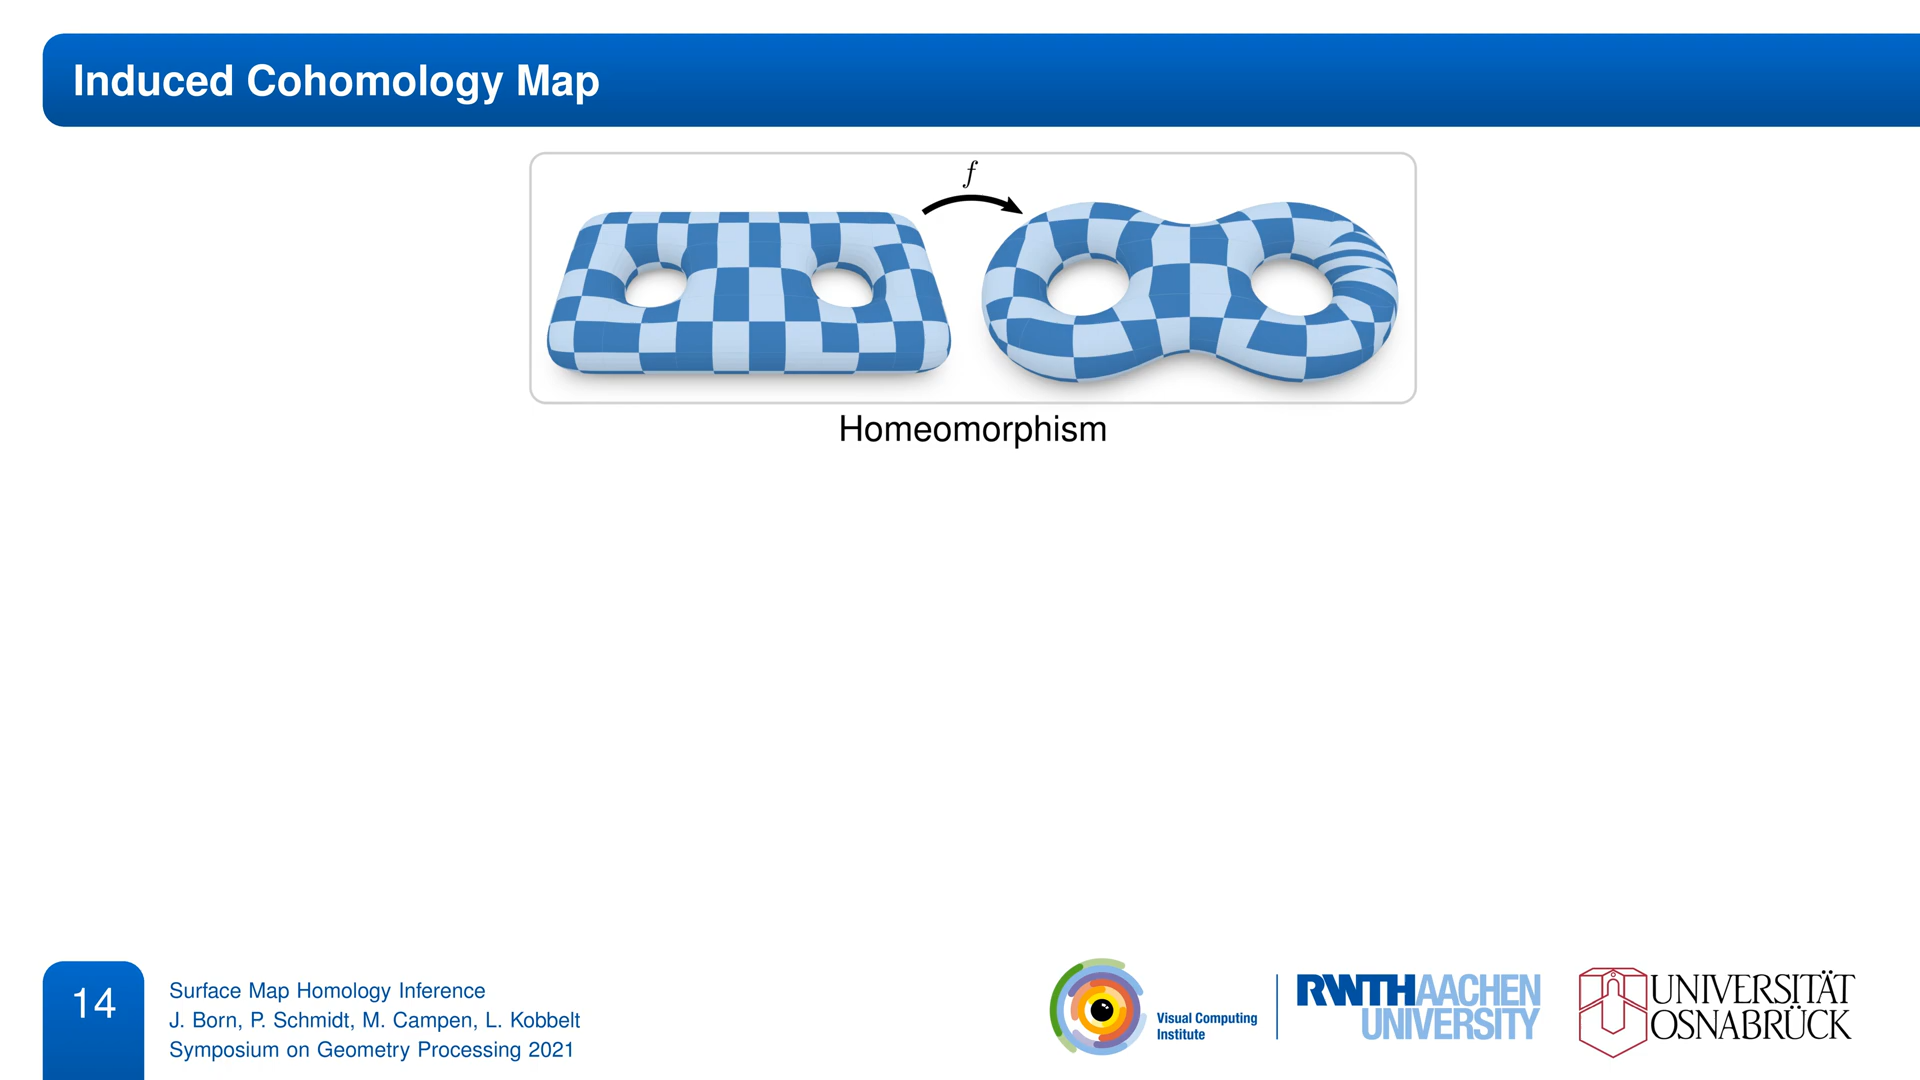 Induced Cohomology Map
f
Homeomorphism
14
Surface Map Homology Inference
J. Born, P. Schmidt, M. Campen, L. Kobbelt
Symposium on Geometry Processing 2021
Visual Computing
Institute
RWTHAACHEN
UNIVERSITY
UNIVERSITÄT
OSNABRÜCK